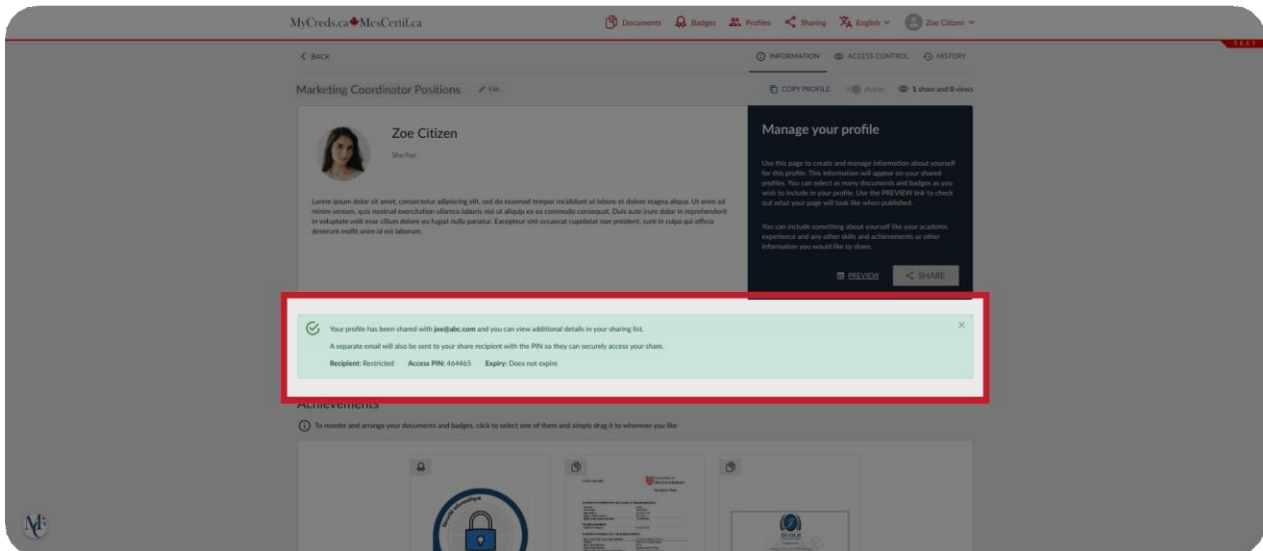 MyCreds.ca MesCertif.ca
Documents Badges Profiles Sharing English Zoe Citizen
TEST
BACK
INFORMATION ACCESS CONTROL HISTORY
Marketing Coordinator Positions Edit
COPY PROFILE Active 1 share and 0 views
Zoe Citizen
She/her
Lorem ipsum dolor sit amet, consectetur adipiscing elit, sed do eiusmod tempor incididunt ut labore et dolore magna aliqua. Ut enim ad
minim veniam, quis nostrud exercitation ullamco laboris nisi ut aliquip ex ea commodo consequat. Duis aute irure dolor in reprehenderit
in voluptate velit esse cillum dolore eu fugiat nulla pariatur. Excepteur sint occaecat cupidatat non proident, sunt in culpa qui officia
deserunt mollit anim id est laborum.
Manage your profile
Use this page to create and manage information about yourself
for this profile. This information will appear on your shared
profiles. You can select as many documents and badges as you
wish to include in your profile. Use the PREVIEW link to check
out what your page will look like when published.
You can include something about yourself like your academic
experience and any other skills and achievements or other
information you would like to share.
PREVIEW SHARE
Your profile has been shared with joe@abc.com and you can view additional details in your sharing list.
A separate email will also be sent to your share recipient with the PIN so they can securely access your share.
Recipient: Restricted Access PIN: 464465 Expiry: Does not expire
Achievements
To reorder and arrange your documents and badges, click to select one of them and simply drag it to wherever you like
Sécurité informatique